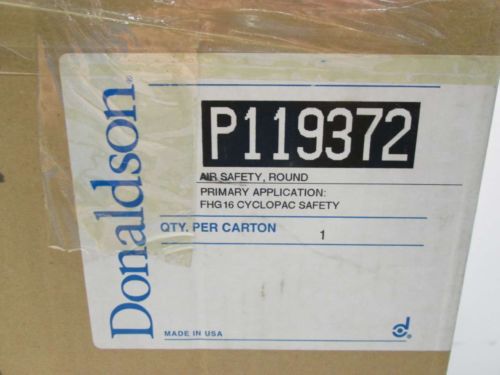 Donaldson®
P119372
AIR SAFETY, ROUND
PRIMARY APPLICATION:
FHG16 CYCLOPAC SAFETY
QTY. PER CARTON 1
MADE IN USA
®